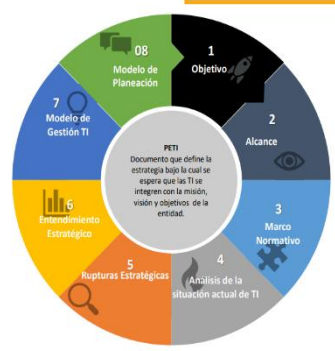 08
Modelo de
Planeación
1
Objetivo
2
Alcance
3
Marco
Normativo
4
Análisis de la
situación actual de TI
5
Rupturas Estratégicas
6
Entendimiento
Estratégico
7
Modelo de
Gestión TI
PETI
Documento que define la
estrategia bajo la cual se
espera que las TI se
integren con la misión,
visión y objetivos de la
entidad.